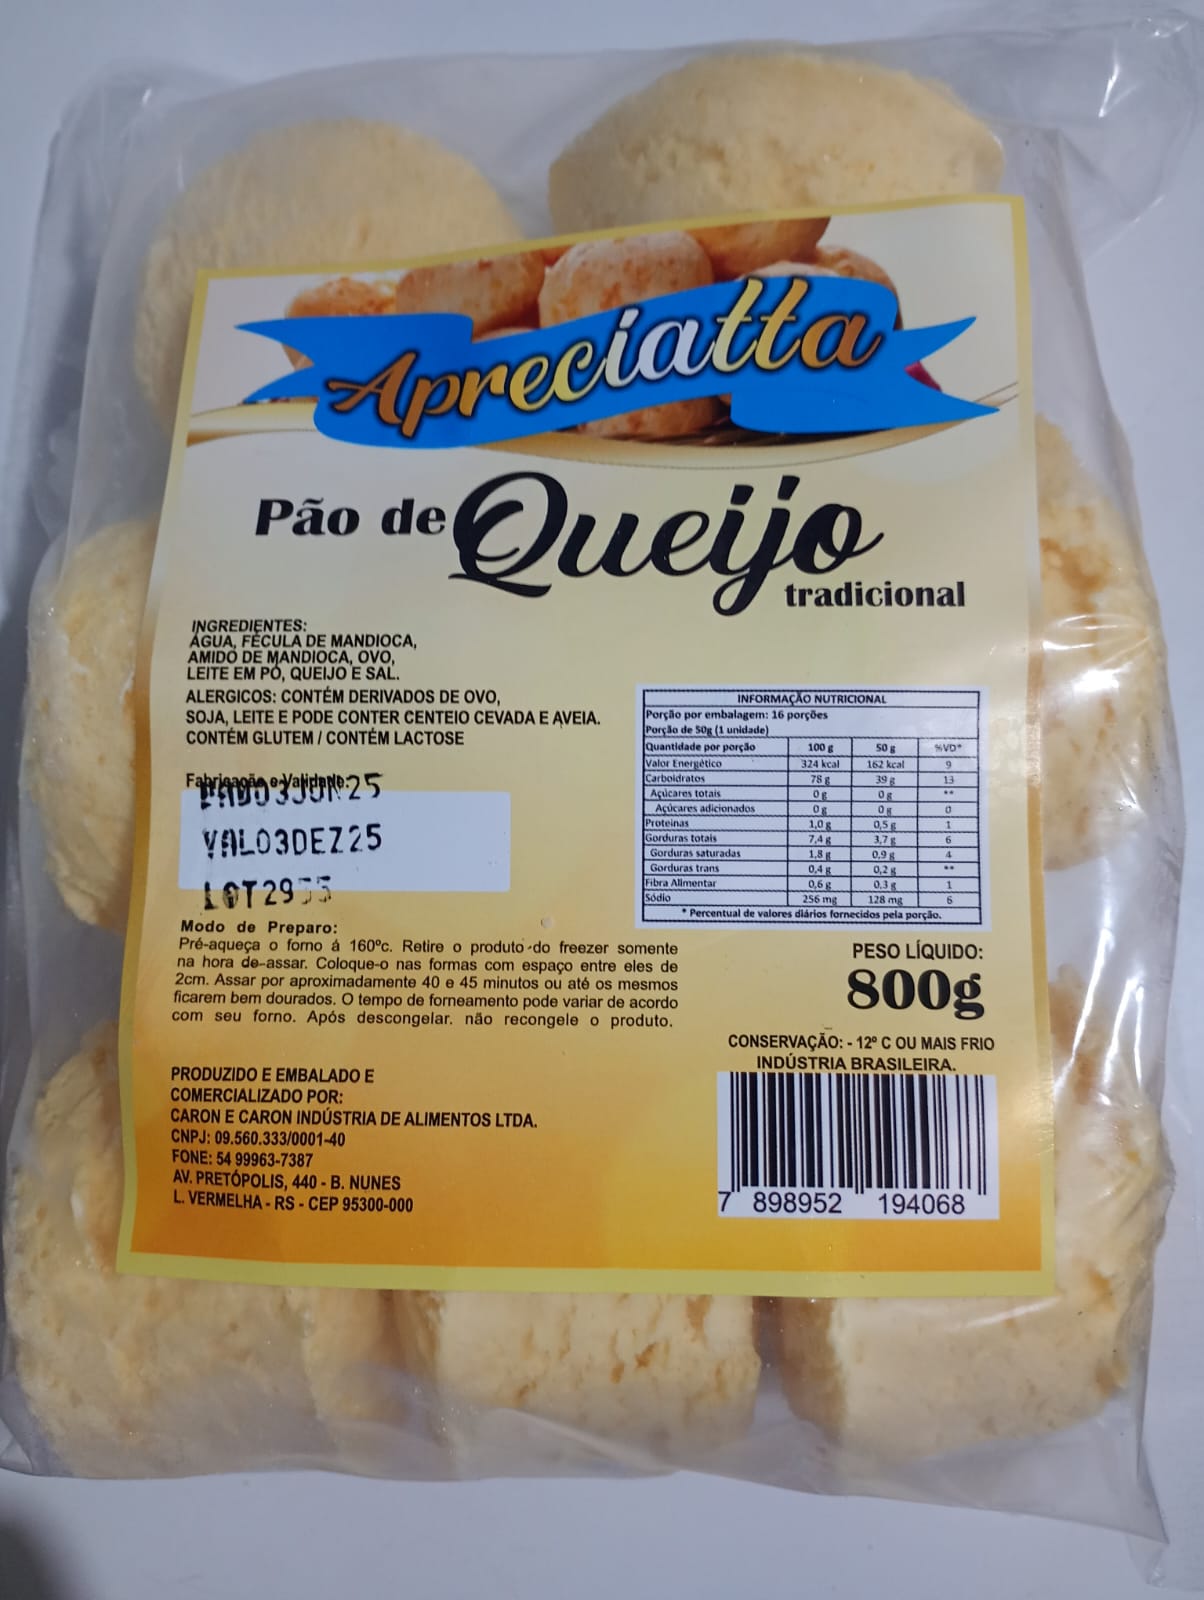 Apreciatta
Pão de Queijo
tradicional
INGREDIENTES:
ÁGUA, FÉCULA DE MANDIOCA,
AMIDO DE MANDIOCA, OVO,
LEITE EM PÓ, QUEIJO E SAL.
ALERGICOS: CONTÉM DERIVADOS DE OVO,
SOJA, LEITE E PODE CONTER CENTEIO CEVADA E AVEIA.
CONTÉM GLUTEM / CONTÉM LACTOSE
Fabricação e Validade:
03JUN25
VAL03DEZ25
LOT29
INFORMAÇÃO NUTRICIONAL
Porção por embalagem: 16 porções
Porção de 50g (1 unidade)
Quantidade por porção 100 g 50 g %VD*
Valor Energético 324 kcal 162 kcal 9
Carboidratos 78 g 39 g 13
Açúcares totais 0 g 0 g **
Açúcares adicionados 0 g 0 g 0
Proteinas 1,0 g 0,5 g 1
Gorduras totais 7,4 g 3,7 g 6
Gorduras saturadas 1,8 g 0,9 g 4
Gorduras trans 0,4 g 0,2 g **
Fibra Alimentar 0,6 g 0,3 g 1
Sódio 256 mg 128 mg 6
* Percentual de valores diários fornecidos pela porção.
Modo de Preparo:
Pré-aqueça o forno á 160ºc. Retire o produto do freezer somente
na hora de-assar. Coloque-o nas formas com espaço entre eles de
2cm. Assar por aproximadamente 40 e 45 minutos ou até os mesmos
ficarem bem dourados. O tempo de forneamento pode variar de acordo
com seu forno. Após descongelar. não recongele o produto.
PESO LÍQUIDO:
800g
CONSERVAÇÃO: - 12º C OU MAIS FRIO
INDÚSTRIA BRASILEIRA.
PRODUZIDO E EMBALADO E
COMERCIALIZADO POR:
CARON E CARON INDÚSTRIA DE ALIMENTOS LTDA.
CNPJ: 09.560.333/0001-40
FONE: 54 99963-7387
AV. PRETÓPOLIS, 440 - B. NUNES
L. VERMELHA - RS - CEP 95300-000
7 898952 194068